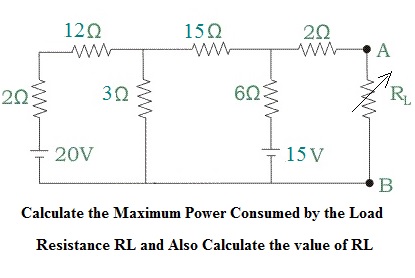 12Ω 15Ω 2Ω
A
2Ω 3Ω 6Ω RL
20V 15V
B
Calculate the Maximum Power Consumed by the Load
Resistance RL and Also Calculate the value of RL